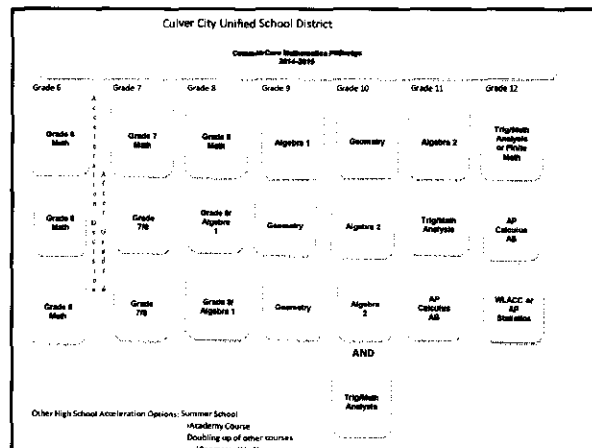 Culver City Unified School District
Common Core Mathematics Pathways
2014-2015
Grade 6 Grade 7 Grade 8 Grade 9 Grade 10 Grade 11 Grade 12
Acceleration Decision
After Grade 6
Grade 6
Math
Grade 7
Math
Grade 8
Math
Algebra 1
Geometry
Algebra 2
Trig/Math
Analysis
or Finite
Math
Grade 6
Math
Grade
7/8
Grade 8/
Algebra
1
Geometry
Algebra 2
Trig/Math
Analysis
AP
Calculus
AB
Grade 6
Math
Grade
7/8
Grade 8/
Algebra 1
Geometry
Algebra
2
AP
Calculus
AB
WLACC or
AP
Statistics
AND
Trig/Math
Analysis
Other High School Acceleration Options: Summer School
Academy Course
Doubling up of other courses